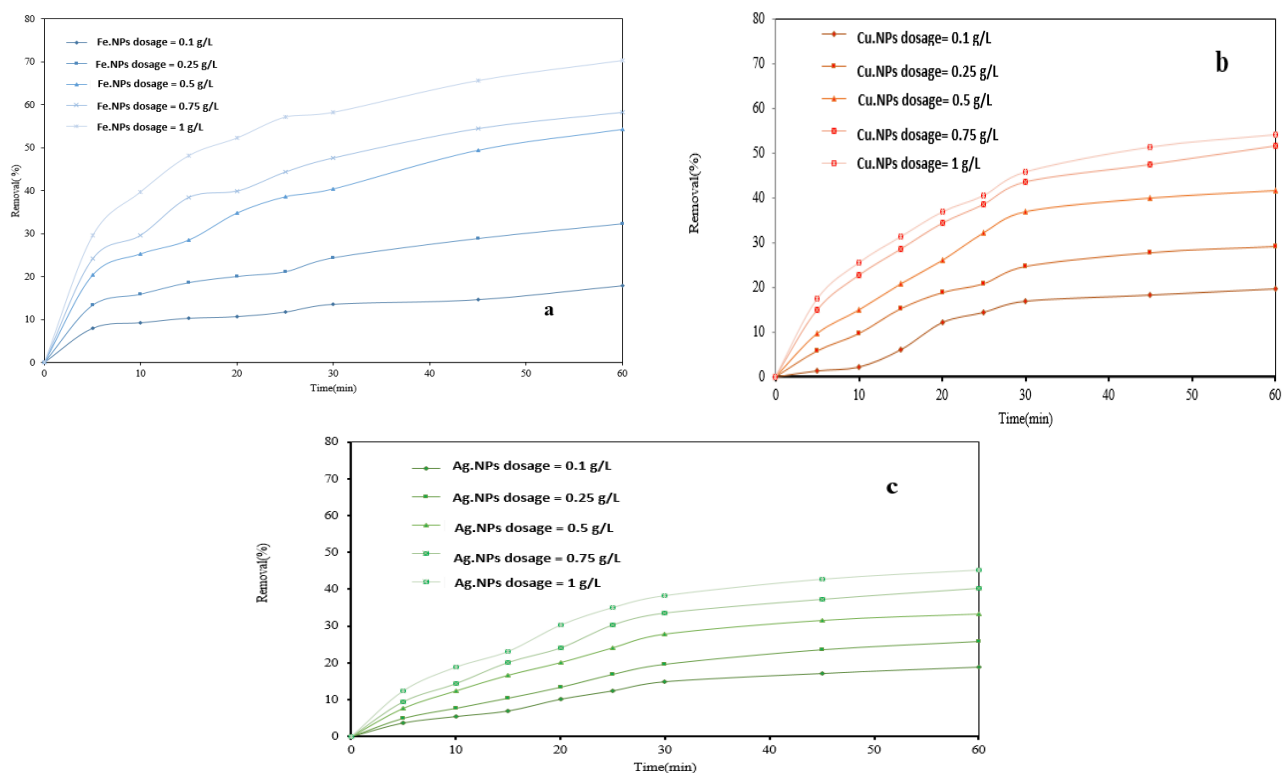 80
70
60
50
40
30
20
10
0
Removal( %)
Fe.NPs dosage = 0.1 g/L
Fe.NPs dosage = 0.25 g/L
Fe.NPs dosage = 0.5 g/L
Fe.NPs dosage = 0.75 g/L
Fe.NPs dosage = 1 g/L
a
0 10 20 30 40 50 60
Time(min)
80
70
60
50
40
30
20
10
0
Removal(%)
Cu.NPs dosage= 0.1 g/L
Cu.NPs dosage= 0.25 g/L
Cu.NPs dosage= 0.5 g/L
Cu.NPs dosage= 0.75 g/L
Cu.NPs dosage= 1 g/L
b
0 10 20 30 40 50 60
Time(min)
80
70
60
50
40
30
20
10
0
Removal(%)
Ag.NPs dosage = 0.1 g/L
Ag.NPs dosage = 0.25 g/L
Ag.NPs dosage = 0.5 g/L
Ag.NPs dosage = 0.75 g/L
Ag.NPs dosage = 1 g/L
c
0 10 20 30 40 50 60
Time(min)